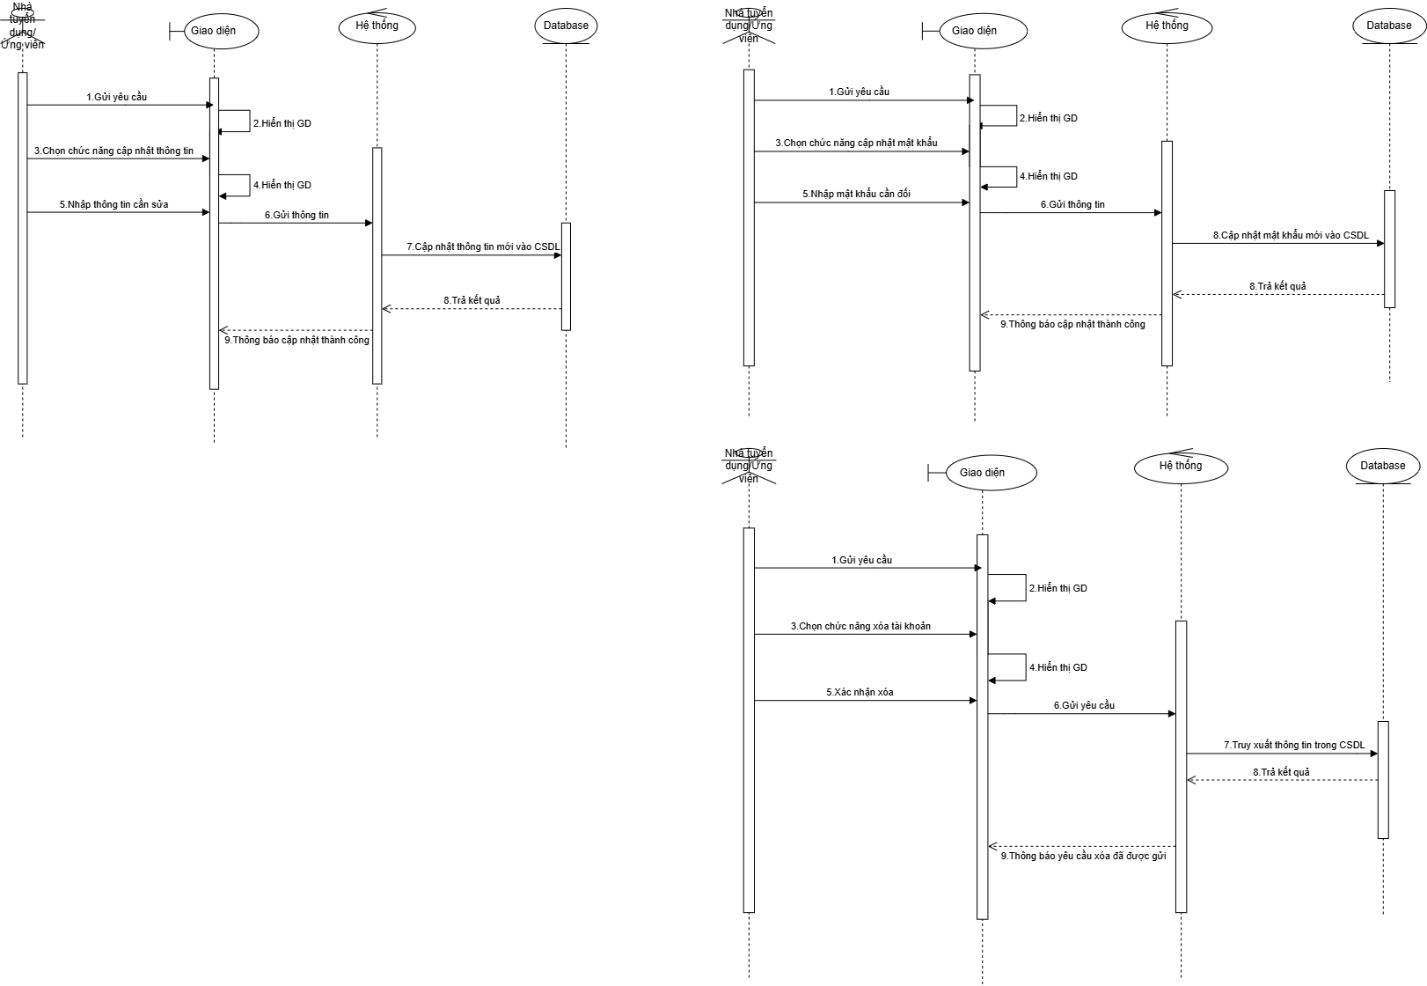 Nhà
tuyển
dụng/
Ứng viên
Giao diện
Hệ thống
Database
1.Gửi yêu cầu
2.Hiển thị GD
3.Chọn chức năng cập nhật thông tin
4.Hiển thị GD
5.Nhập thông tin cần sửa
6.Gửi thông tin
7.Cập nhật thông tin mới vào CSDL
8.Trả kết quả
9.Thông báo cập nhật thành công
Nhà tuyển
dụng/Ứng
viên
Giao diện
Hệ thống
Database
1.Gửi yêu cầu
2.Hiển thị GD
3.Chọn chức năng cập nhật mật khẩu
4.Hiển thị GD
5.Nhập mật khẩu cần đổi
6.Gửi thông tin
8.Cập nhật mật khẩu mới vào CSDL
8.Trả kết quả
9.Thông báo cập nhật thành công
Nhà tuyển
dụng/Ứng
viên
Giao diện
Hệ thống
Database
1.Gửi yêu cầu
2.Hiển thị GD
3.Chọn chức năng xóa tài khoản
4.Hiển thị GD
5.Xác nhận xóa
6.Gửi yêu cầu
7.Truy xuất thông tin trong CSDL
8.Trả kết quả
9.Thông báo yêu cầu xóa đã được gửi